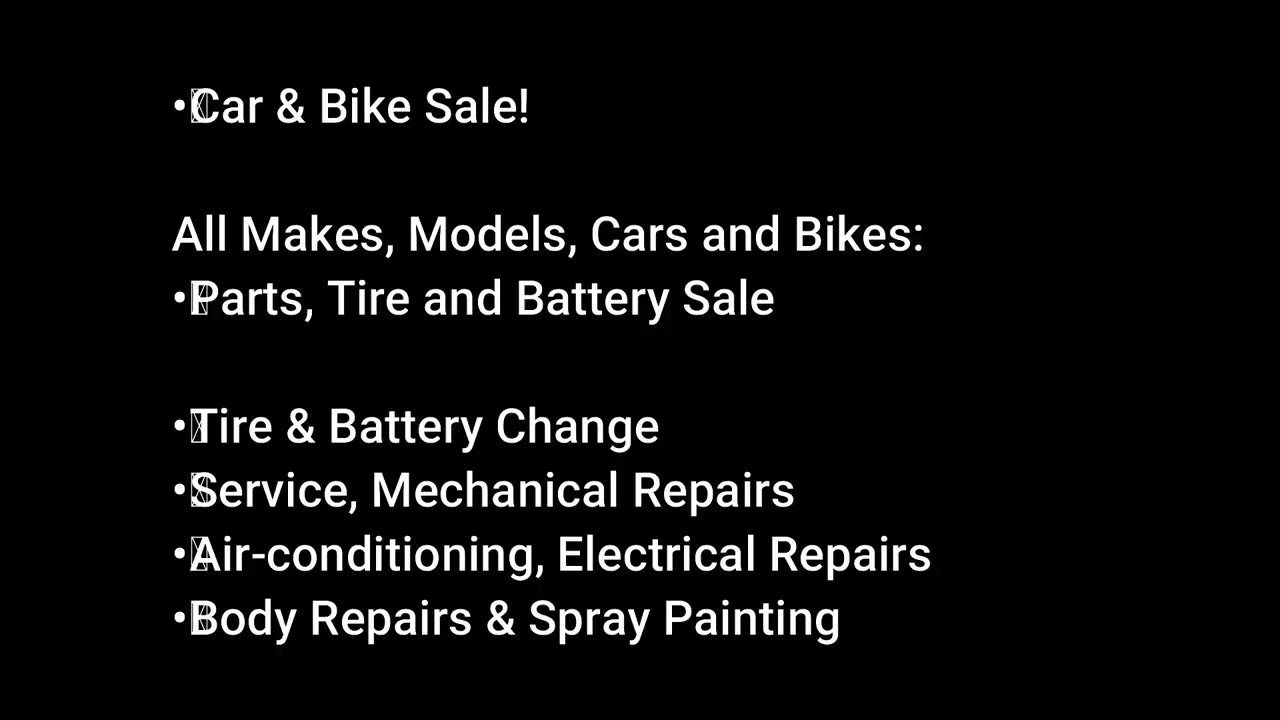 •Car & Bike Sale!
All Makes, Models, Cars and Bikes:
•Parts, Tire and Battery Sale
•Tire & Battery Change
•Service, Mechanical Repairs
•Air-conditioning, Electrical Repairs
•Body Repairs & Spray Painting